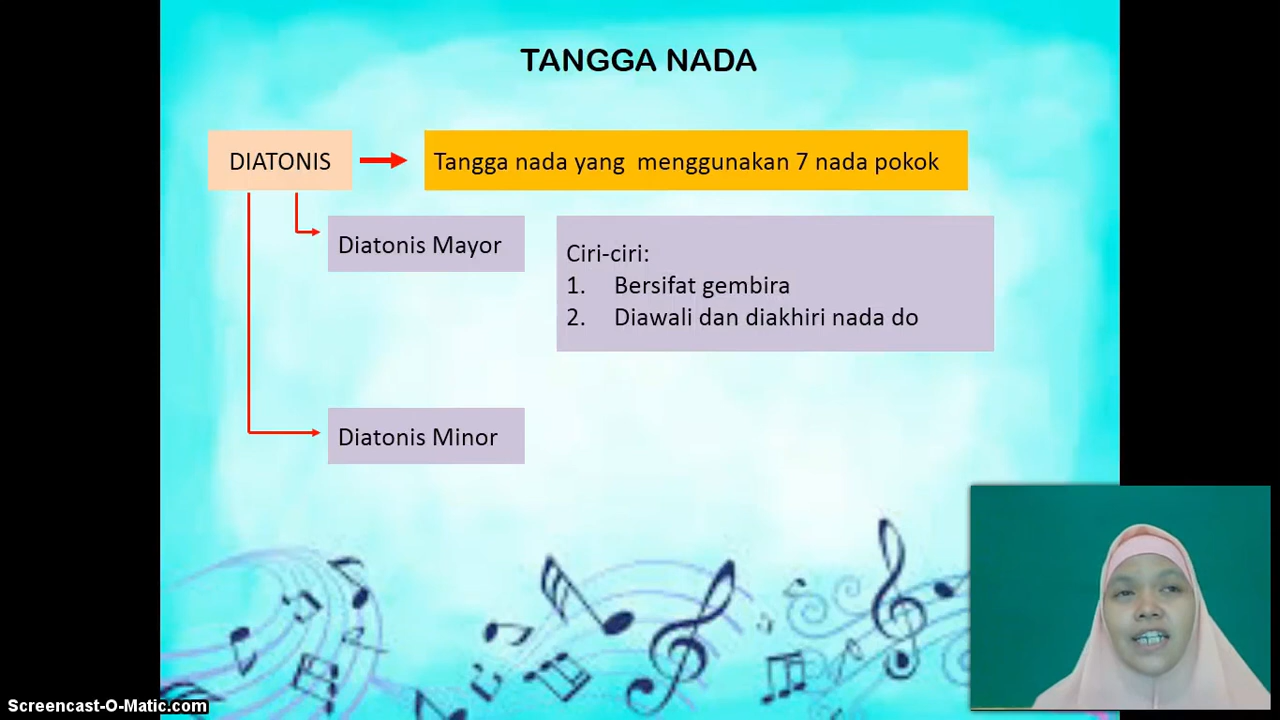 TANGGA NADA
DIATONIS
Tangga nada yang menggunakan 7 nada pokok
Diatonis Mayor
Ciri-ciri:
1. Bersifat gembira
2. Diawali dan diakhiri nada do
Diatonis Minor
Screencast-O-Matic.com